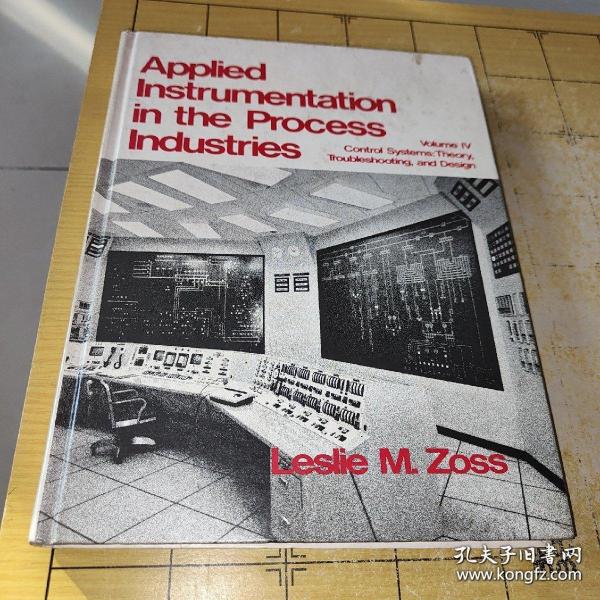 Applied
Instrumentation
in the Process
Industries
Volume IV
Control Systems: Theory,
Troubleshooting, and Design
Leslie M. Zoss
孔夫子旧书网
www.kongfz.com